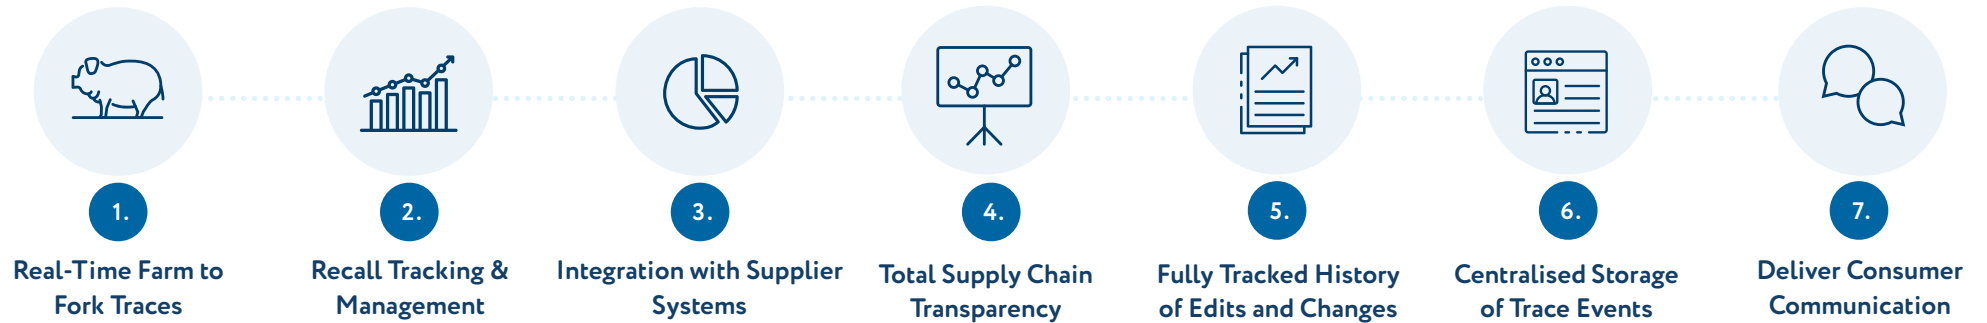 1.
Real-Time Farm to
Fork Traces
2.
Recall Tracking &
Management
3.
Integration with Supplier
Systems
4.
Total Supply Chain
Transparency
5.
Fully Tracked History
of Edits and Changes
6.
Centralised Storage
of Trace Events
7.
Deliver Consumer
Communication